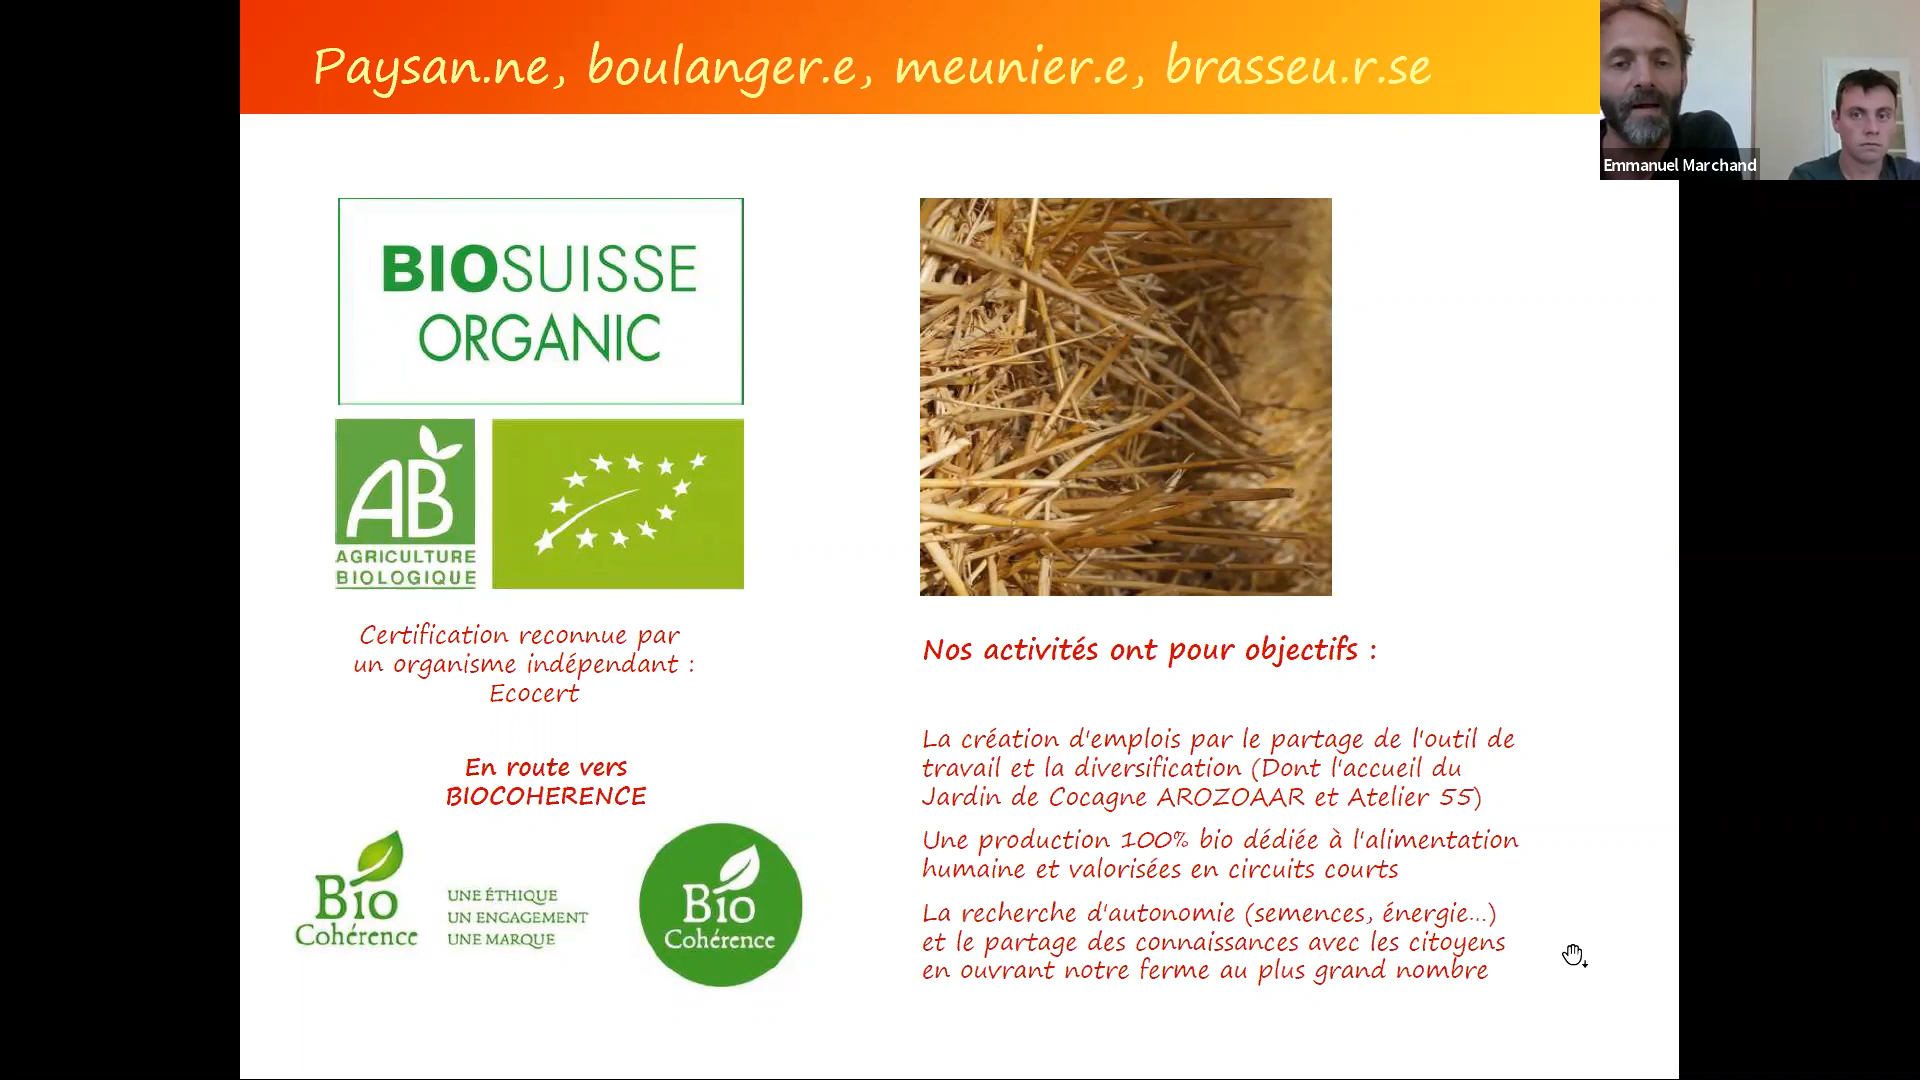 Paysan.ne, boulanger.e, meunier.e, brasseu.r.se
Emmanuel Marchand
BIOSUISSE
ORGANIC
AB
AGRICULTURE
BIOLOGIQUE
Certification reconnue par
un organisme indépendant :
Ecocert
En route vers
BIOCOHERENCE
Bio
Cohérence
UNE ÉTHIQUE
UN ENGAGEMENT
UNE MARQUE
Bio
Cohérence
Nos activités ont pour objectifs :
La création d'emplois par le partage de l'outil de
travail et la diversification (Dont l'accueil du
Jardin de Cocagne AROZOAAR et Atelier 55)
Une production 100% bio dédiée à l'alimentation
humaine et valorisées en circuits courts
La recherche d'autonomie (semences, énergie...)
et le partage des connaissances avec les citoyens
en ouvrant notre ferme au plus grand nombre